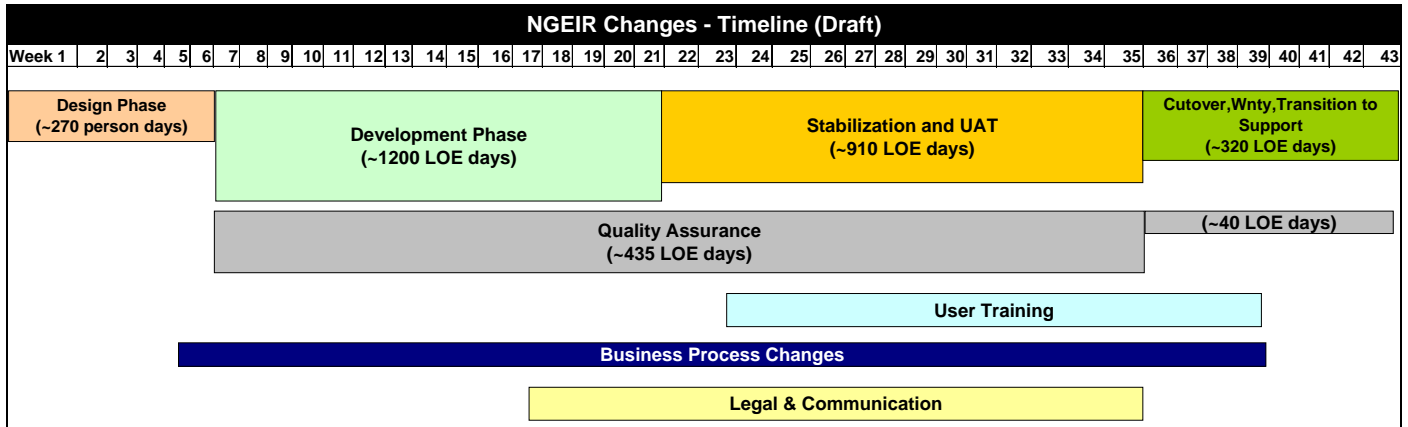 NGEIR Changes - Timeline (Draft)
Week 1 2 3 4 5 6 7 8 9 10 11 12 13 14 15 16 17 18 19 20 21 22 23 24 25 26 27 28 29 30 31 32 33 34 35 36 37 38 39 40 41 42 43
Design Phase
(~270 person days)
Development Phase
(~1200 LOE days)
Stabilization and UAT
(~910 LOE days)
Cutover,Wnty,Transition to
Support
(~320 LOE days)
Quality Assurance
(~435 LOE days)
(~40 LOE days)
User Training
Business Process Changes
Legal & Communication